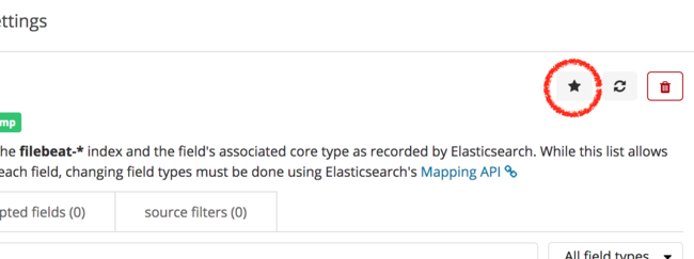 ettings
mp
he filebeat-* index and the field's associated core type as recorded by Elasticsearch. While this list allows
each field, changing field types must be done using Elasticsearch's Mapping API
pted fields (0) source filters (0)
All field types